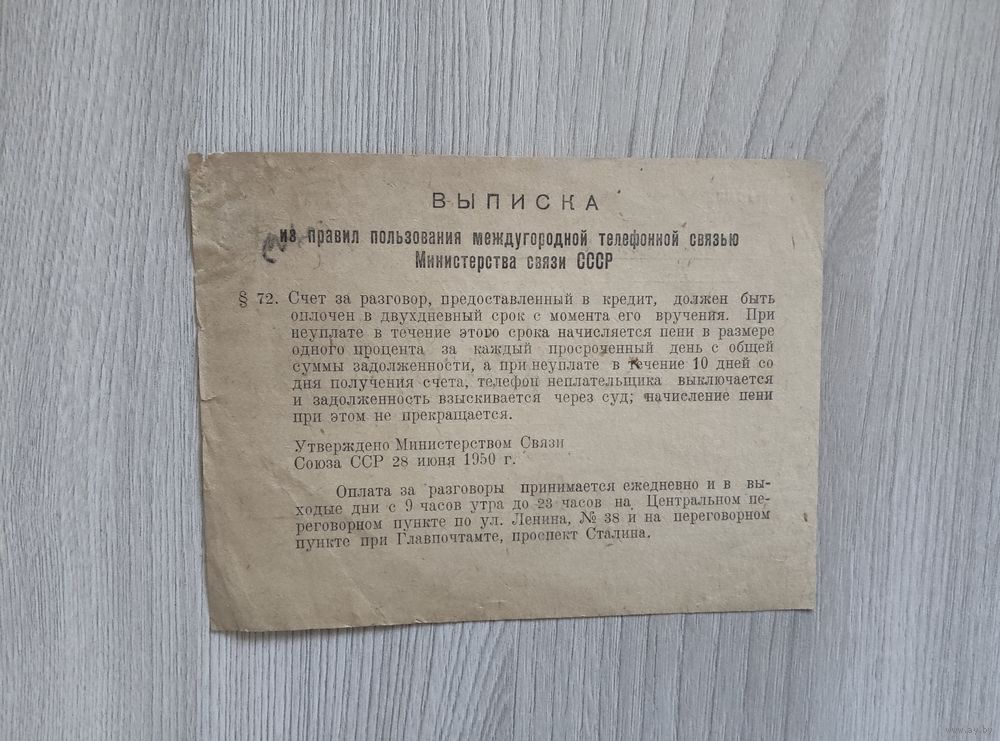 ВЫПИСКА
из правил пользования междугородной телефонной связью
Министерства связи СССР
§ 72. Счет за разговор, предоставленный в кредит, должен быть
оплочен в двухдневный срок с момента его вручения. При
неуплате в течение этого срока начисляется пени в размере
одного процента за каждый просроченный день с общей
суммы задолженности, а при неуплате в течение 10 дней со
дня получения счета, телефон неплательщика выключается
и задолженность взыскивается через суд; начисление пени
при этом не прекращается.
Утверждено Министерством Связи
Союза ССР 28 июня 1950 г.
Оплата за разговоры принимается ежедневно и в вы-
ходые дни с 9 часов утра до 23 часов на Центральном пе-
реговорном пункте по ул. Ленина, № 38 и на переговорном
пункте при Главпочтамте, проспект Сталина.
www.ay.by